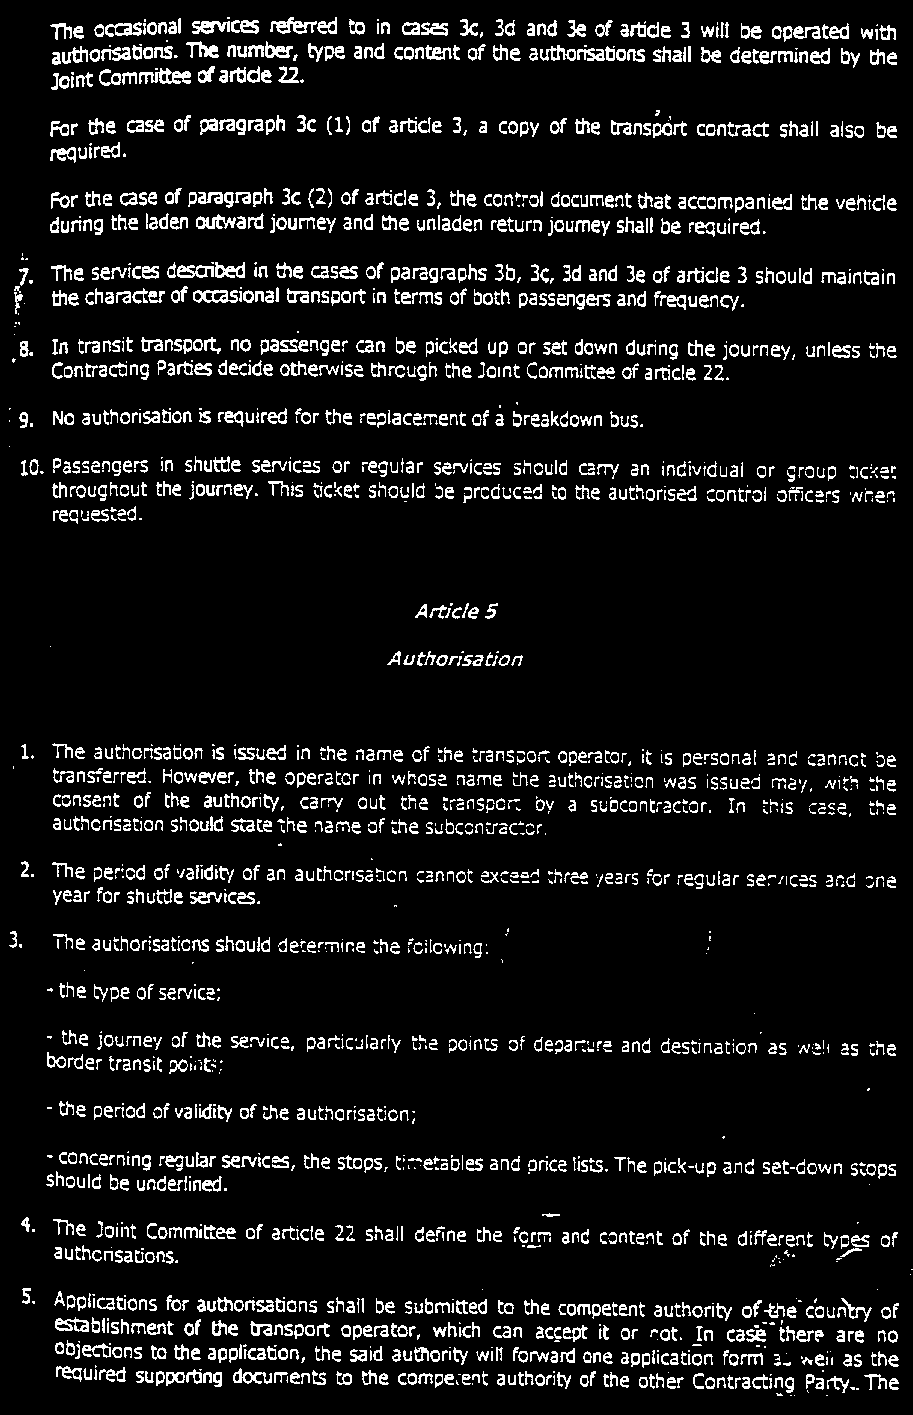 The occasional services referred to in cases 3c, 3d and 3e of article 3 will be operated with
authorisations. The number, type and content of the authorisations shall be determined by the
Joint Committee of article 22.
For the case of paragraph 3c (1) of article 3, a copy of the transport contract shall also be
required.
For the case of paragraph 3c (2) of article 3, the control document that accompanied the vehicle
during the laden outward journey and the unladen return journey shall be required.
7. The services described in the cases of paragraphs 3b, 3c, 3d and 3e of article 3 should maintain
the character of occasional transport in terms of both passengers and frequency.
8. In transit transport, no passenger can be picked up or set down during the journey, unless the
Contracting Parties decide otherwise through the Joint Committee of article 22.
9. No authorisation is required for the replacement of a breakdown bus.
10. Passengers in shuttle services or regular services should carry an individual or group ticket
throughout the journey. This ticket should be produced to the authorised control officers when
requested.
Article 5
Authorisation
1. The authorisation is issued in the name of the transport operator, it is personal and cannot be
transferred. However, the operator in whose name the authorisation was issued may, with the
consent of the authority, carry out the transport by a subcontractor. In this case, the
authorisation should state the name of the subcontractor.
2. The period of validity of an authorisation cannot exceed three years for regular services and one
year for shuttle services.
3. The authorisations should determine the following:
- the type of service;
- the journey of the service, particularly the points of departure and destination as well as the
border transit points;
- the period of validity of the authorisation;
- concerning regular services, the stops, timetables and price lists. The pick-up and set-down stops
should be underlined.
4. The Joint Committee of article 22 shall define the form and content of the different types of
authorisations.
5. Applications for authorisations shall be submitted to the competent authority of the country of
establishment of the transport operator, which can accept it or not. In case there are no
objections to the application, the said authority will forward one application form as well as the
required supporting documents to the competent authority of the other Contracting Party. The